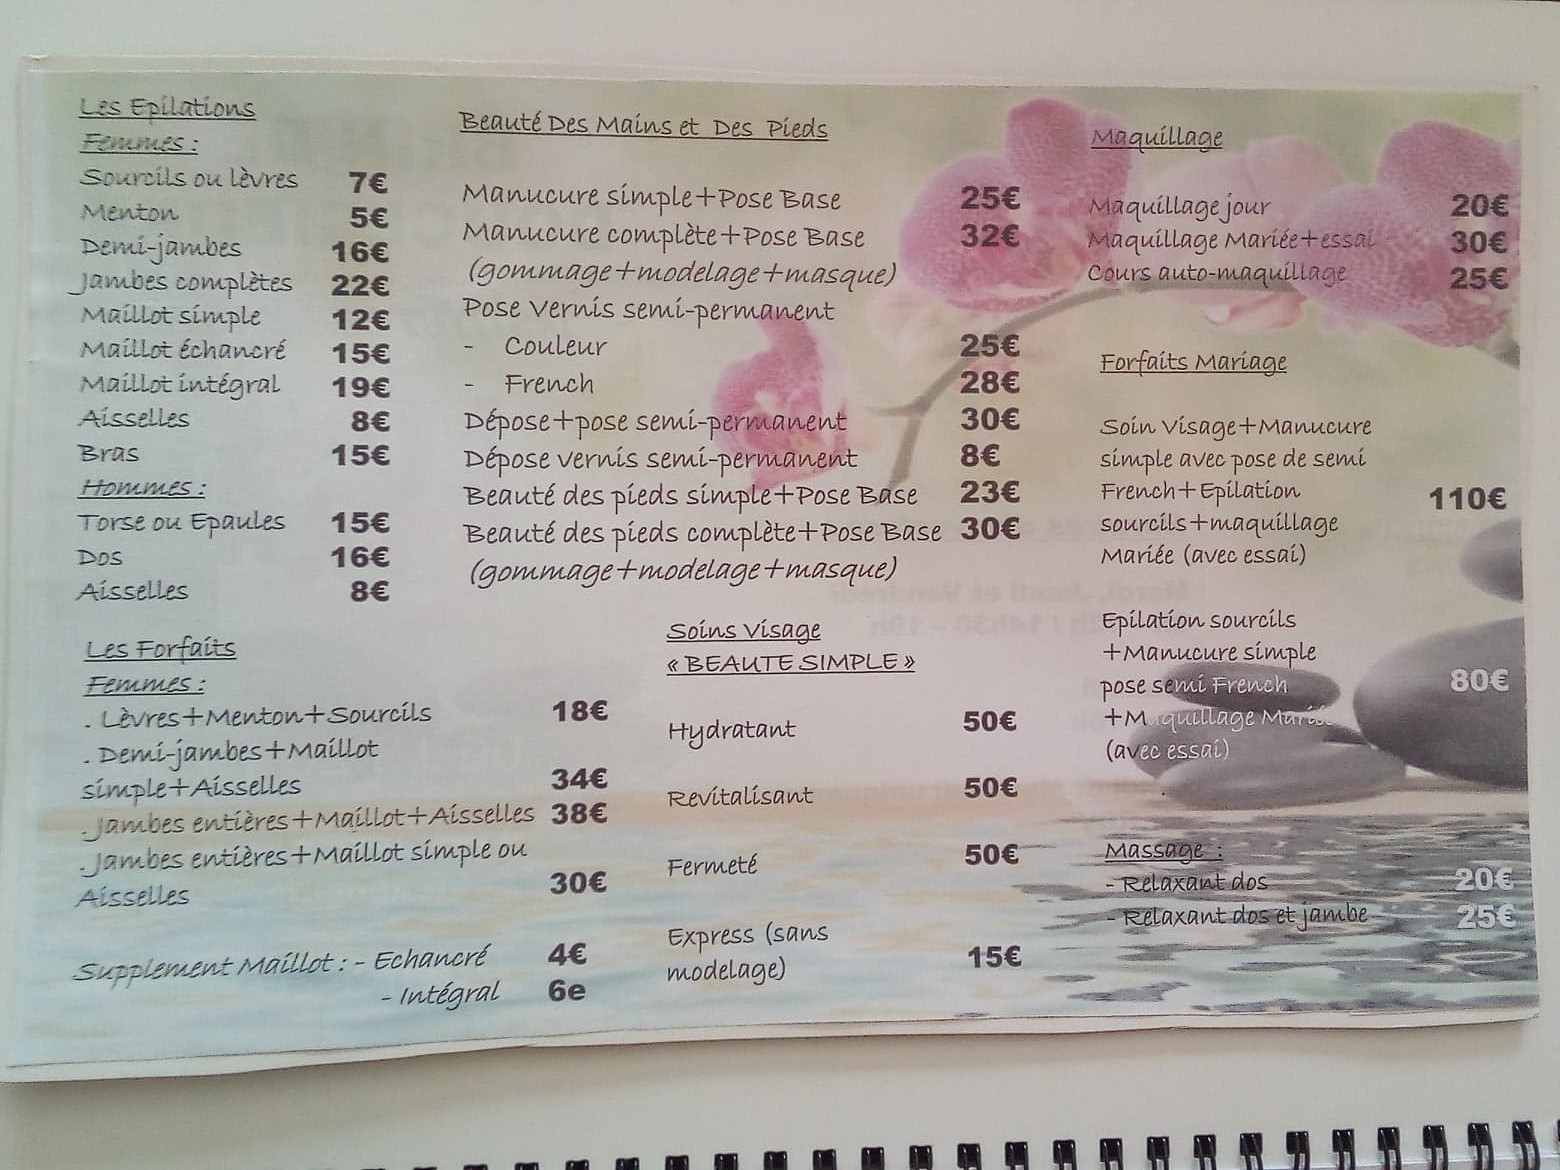 Les Epilations
Femmes :
Sourcils ou lèvres 7€
Menton 5€
Demi-jambes 16€
Jambes complètes 22€
Maillot simple 12€
Maillot échancré 15€
Maillot intégral 19€
Aisselles 8€
Bras 15€
Hommes :
Torse ou Epaules 15€
Dos 16€
Aisselles 8€
Les Forfaits
Femmes :
. Lèvres+Menton+Sourcils 18€
. Demi-jambes+Maillot
simple+Aisselles 34€
. Jambes entières+Maillot+Aisselles 38€
. Jambes entières+Maillot simple ou
Aisselles 30€
Supplement Maillot : - Echancré 4€
- Intégral 6e
Beauté Des Mains et Des Pieds
Manucure simple+Pose Base 25€
Manucure complète+Pose Base 32€
(gommage+modelage+masque)
Pose Vernis semi-permanent
- Couleur 25€
- French 28€
Dépose+pose semi-permanent 30€
Dépose vernis semi-permanent 8€
Beauté des pieds simple+Pose Base 23€
Beauté des pieds complète+Pose Base 30€
(gommage+modelage+masque)
Soins Visage
« BEAUTE SIMPLE »
Hydratant 50€
Revitalisant 50€
Fermeté 50€
Express (sans
modelage) 15€
Maquillage
Maquillage jour 20€
Maquillage Mariée+essai 30€
Cours auto-maquillage 25€
Forfaits Mariage
Soin Visage+Manucure
simple avec pose de semi
French+Epilation 110€
sourcils+maquillage
Mariée (avec essai)
Epilation sourcils
+Manucure simple
pose semi French 80€
+Maquillage Mariée
(avec essai)
Massage :
- Relaxant dos 20€
- Relaxant dos et jambe 25€